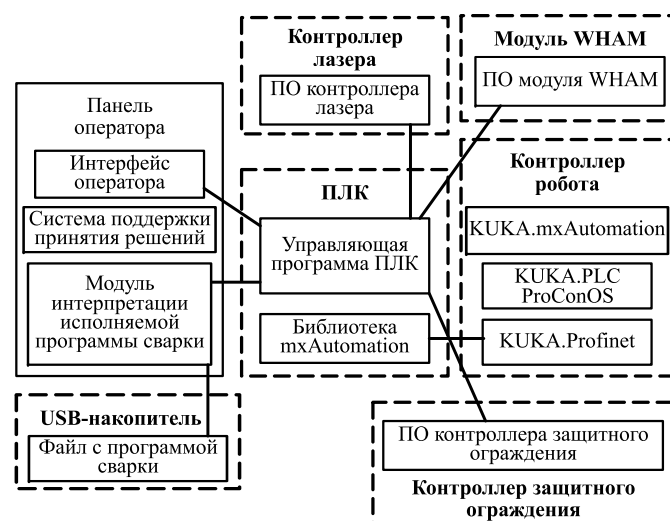 Панель
оператора
Интерфейс
оператора
Система поддержки
принятия решений
Модуль
интерпретации
исполняемой
программы сварки
USB-накопитель
Файл с программой
сварки
Контроллер
лазера
ПО контроллера
лазера
ПЛК
Управляющая
программа ПЛК
Библиотека
mxAutomation
Модуль WHAM
ПО модуля WHAM
Контроллер
робота
KUKA.mxAutomation
KUKA.PLC
ProConOS
KUKA.Profinet
ПО контроллера защитного
ограждения
Контроллер защитного
ограждения